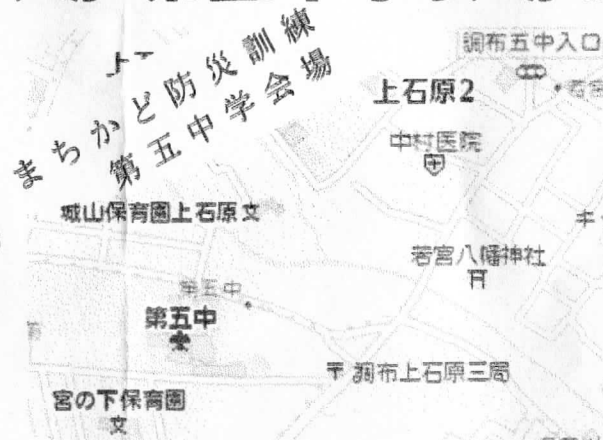 まちかど防災訓練
第五中学会場
調布五中入口
上石原2
中村医院
城山保育園上石原
若宮八幡神社
第五中
第五中
〒調布上石原三局
宮の下保育園